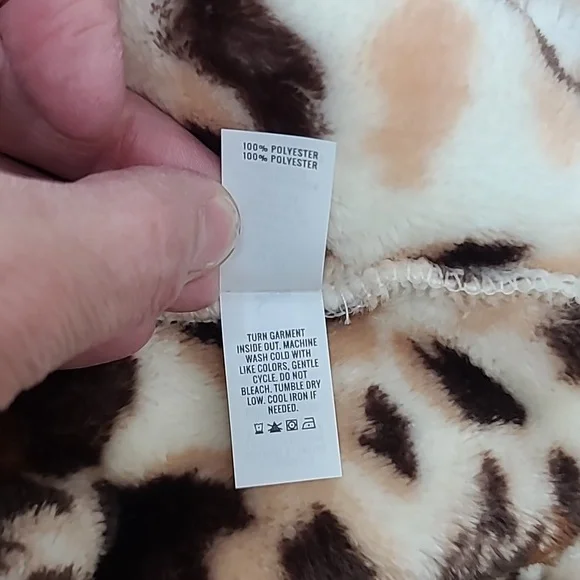 100% POLYESTER
100% POLYESTER
TURN GARMENT
INSIDE OUT. MACHINE
WASH COLD WITH
LIKE COLORS, GENTLE
CYCLE. DO NOT
BLEACH. TUMBLE DRY
LOW. COOL IRON IF
NEEDED.